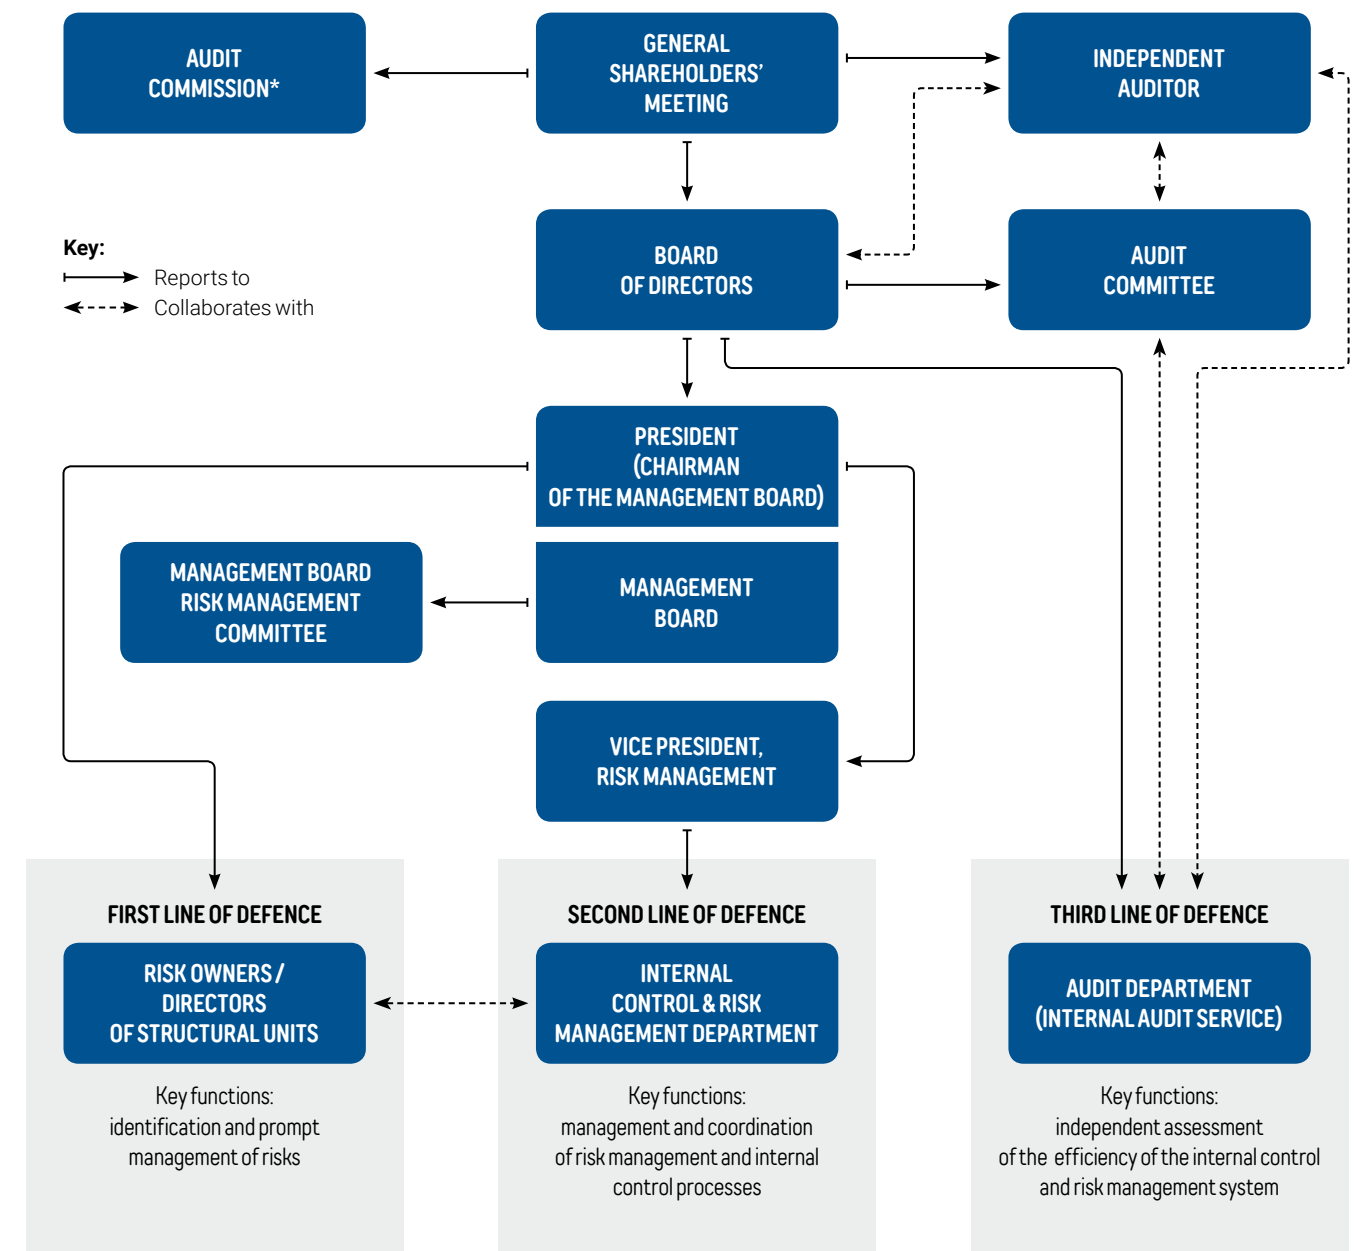 AUDIT
COMMISSION*
GENERAL
SHAREHOLDERS’
MEETING
INDEPENDENT
AUDITOR
Key:
Reports to
Collaborates with
BOARD
OF DIRECTORS
AUDIT
COMMITTEE
PRESIDENT
(CHAIRMAN
OF THE MANAGEMENT BOARD)
MANAGEMENT BOARD
RISK MANAGEMENT
COMMITTEE
MANAGEMENT
BOARD
VICE PRESIDENT,
RISK MANAGEMENT
FIRST LINE OF DEFENCE
RISK OWNERS /
DIRECTORS
OF STRUCTURAL UNITS
Key functions:
identification and prompt
management of risks
SECOND LINE OF DEFENCE
INTERNAL
CONTROL & RISK
MANAGEMENT DEPARTMENT
Key functions:
management and coordination
of risk management and internal
control processes
THIRD LINE OF DEFENCE
AUDIT DEPARTMENT
(INTERNAL AUDIT SERVICE)
Key functions:
independent assessment
of the efficiency of the internal control
and risk management system